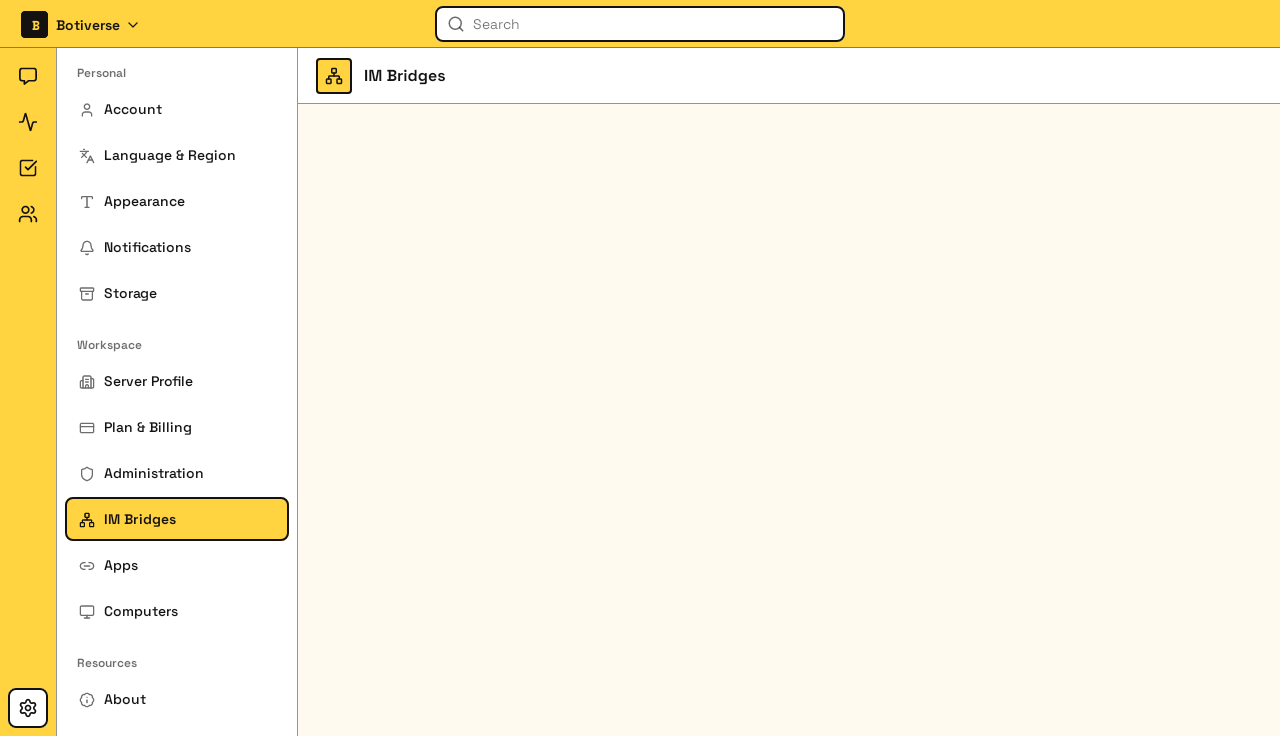 B
Botiverse
Search
Personal
Account
Language & Region
Appearance
Notifications
Storage
Workspace
Server Profile
Plan & Billing
Administration
IM Bridges
Apps
Computers
Resources
About
IM Bridges